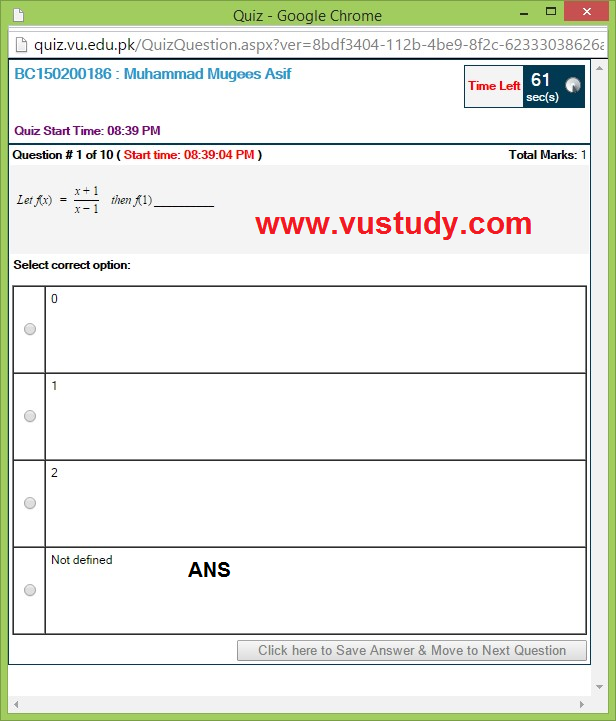 Quiz - Google Chrome
quiz.vu.edu.pk/QuizQuestion.aspx?ver=8bdf3404-112b-4be9-8f2c-62333038626a
BC150200186 : Muhammad Mugees Asif
Time Left 61 sec(s)
Quiz Start Time: 08:39 PM
Question # 1 of 10 ( Start time: 08:39:04 PM ) Total Marks: 1
Let f(x) = x + 1 / x − 1 then f(1) __________
www.vustudy.com
Select correct option:
0
1
2
Not defined
ANS
Click here to Save Answer & Move to Next Question